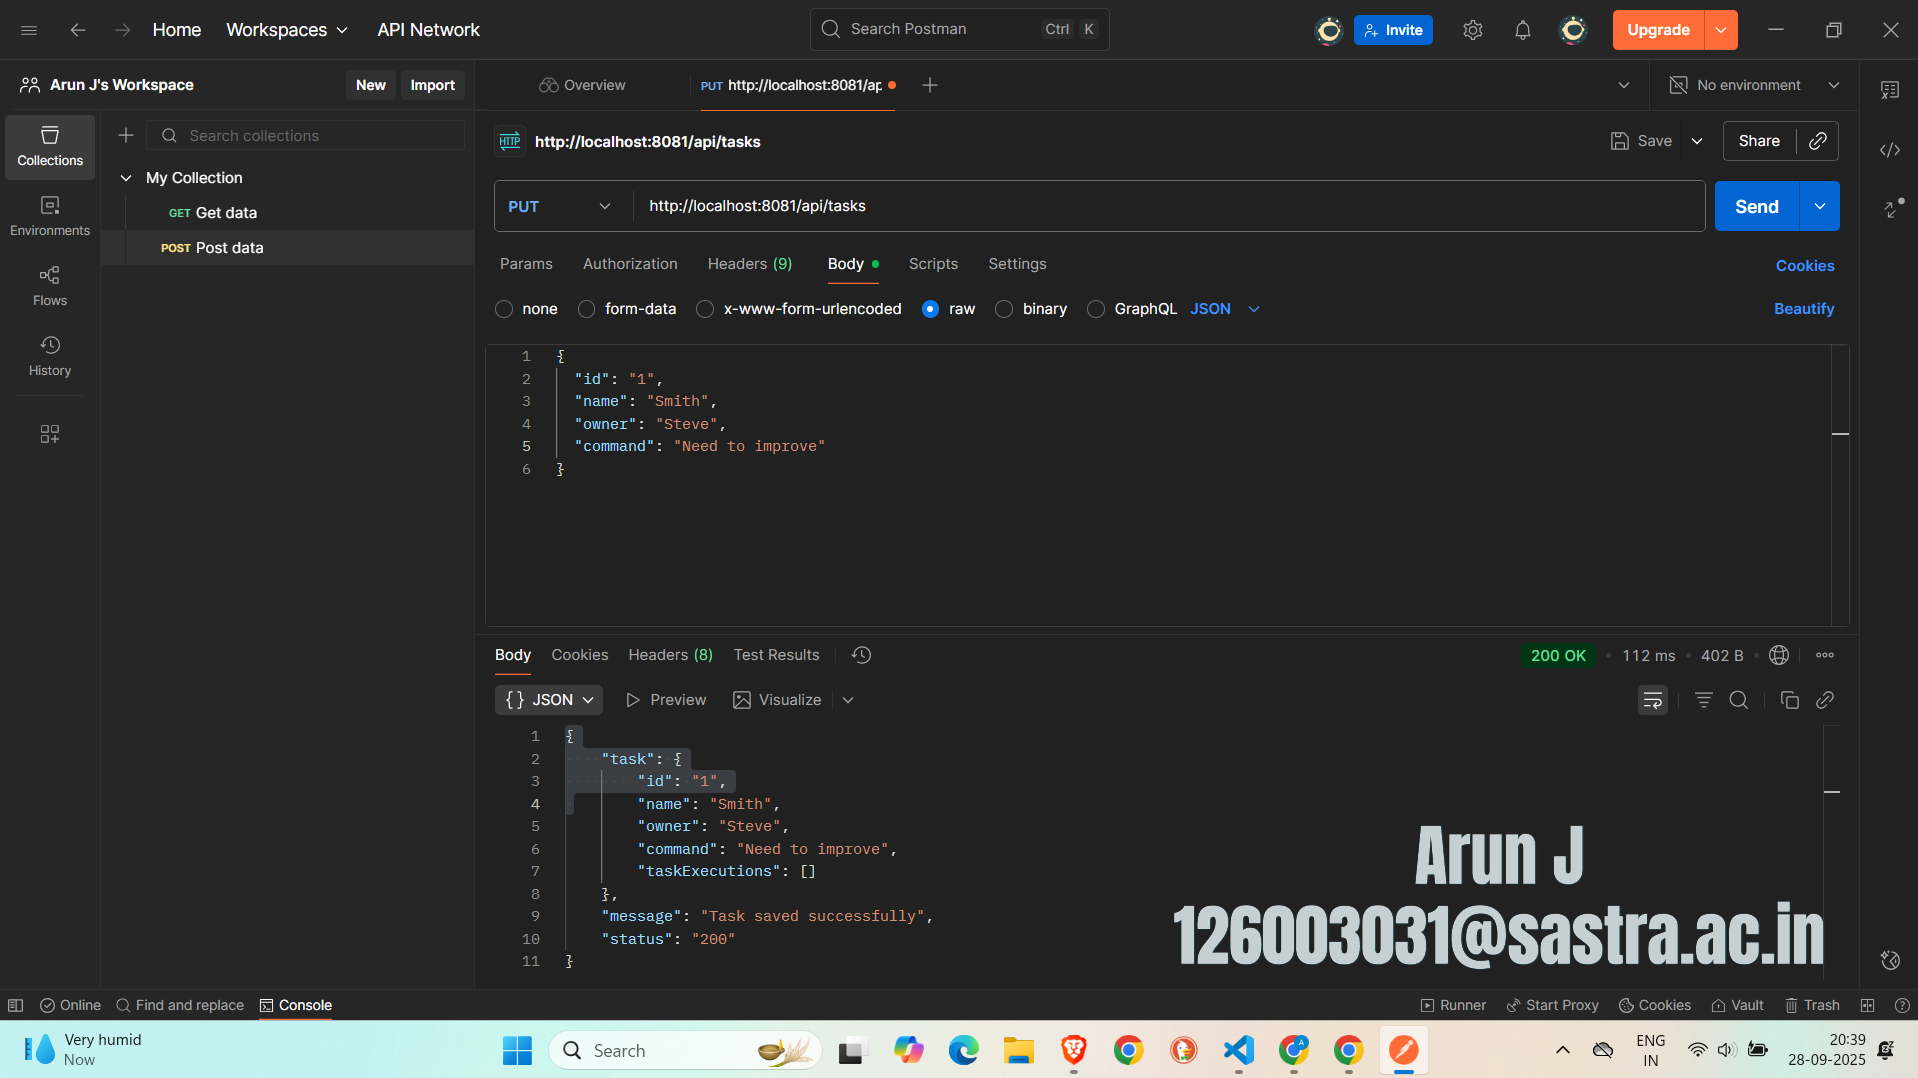 Home
Workspaces
API Network
Search Postman
Ctrl K
Invite
Upgrade
Arun J's Workspace
New
Import
Overview
PUT http://localhost:8081/ap
No environment
Collections
Search collections
My Collection
GET Get data
POST Post data
Environments
Flows
History
HTTP http://localhost:8081/api/tasks
Save
Share
PUT
http://localhost:8081/api/tasks
Send
Params
Authorization
Headers (9)
Body
Scripts
Settings
Cookies
none
form-data
x-www-form-urlencoded
raw
binary
GraphQL
JSON
Beautify
1 {
2 "id": "1",
3 "name": "Smith",
4 "owner": "Steve",
5 "command": "Need to improve"
6 }
Body
Cookies
Headers (8)
Test Results
200 OK
112 ms
402 B
{} JSON
Preview
Visualize
1 {
2 "task": {
3 "id": "1",
4 "name": "Smith",
5 "owner": "Steve",
6 "command": "Need to improve",
7 "taskExecutions": []
8 },
9 "message": "Task saved successfully",
10 "status": "200"
11 }
Arun J
126003031@sastra.ac.in
Online
Find and replace
Console
Runner
Start Proxy
Cookies
Vault
Trash
Very humid
Now
Search
ENG
IN
20:39
28-09-2025